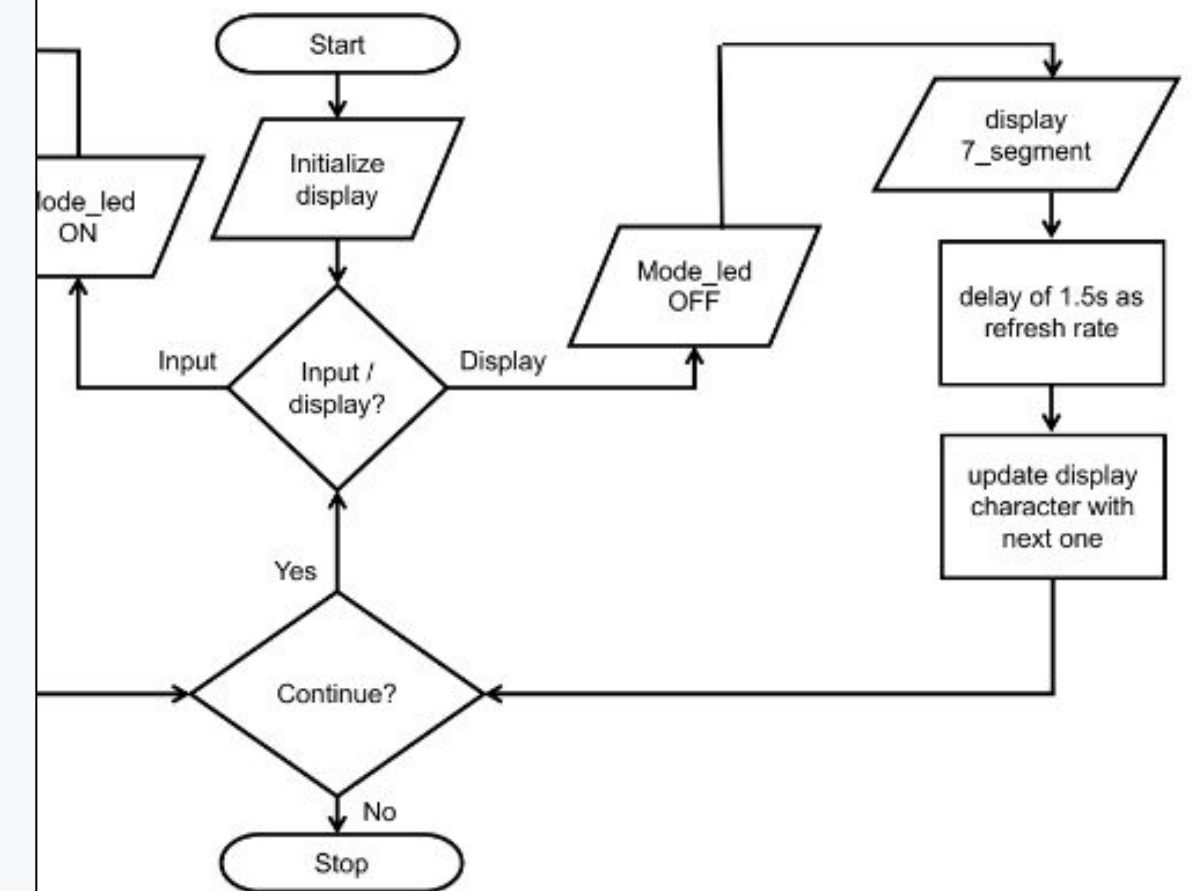 Start
Initialize
display
Input /
display?
Input
lode_led
ON
Display
Mode_led
OFF
display
7_segment
delay of 1.5s as
refresh rate
update display
character with
next one
Yes
Continue?
No
Stop